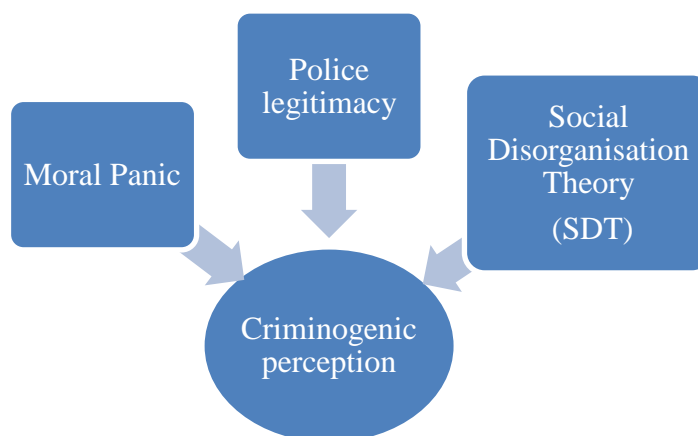 Moral Panic
Police
legitimacy
Social
Disorganisation
Theory
(SDT)
Criminogenic
perception